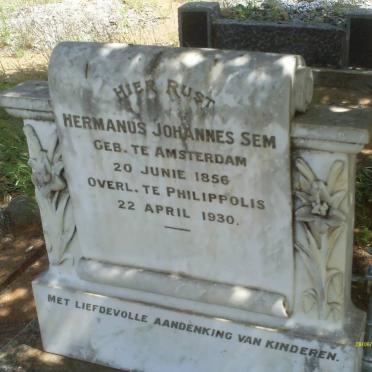 HIER RUST
HERMANUS JOHANNES SEM
GEB. TE AMSTERDAM
20 JUNIE 1856
OVERL. TE PHILIPPOLIS
22 APRIL 1930.
MET LIEFDEVOLLE AANDENKING VAN KINDEREN.